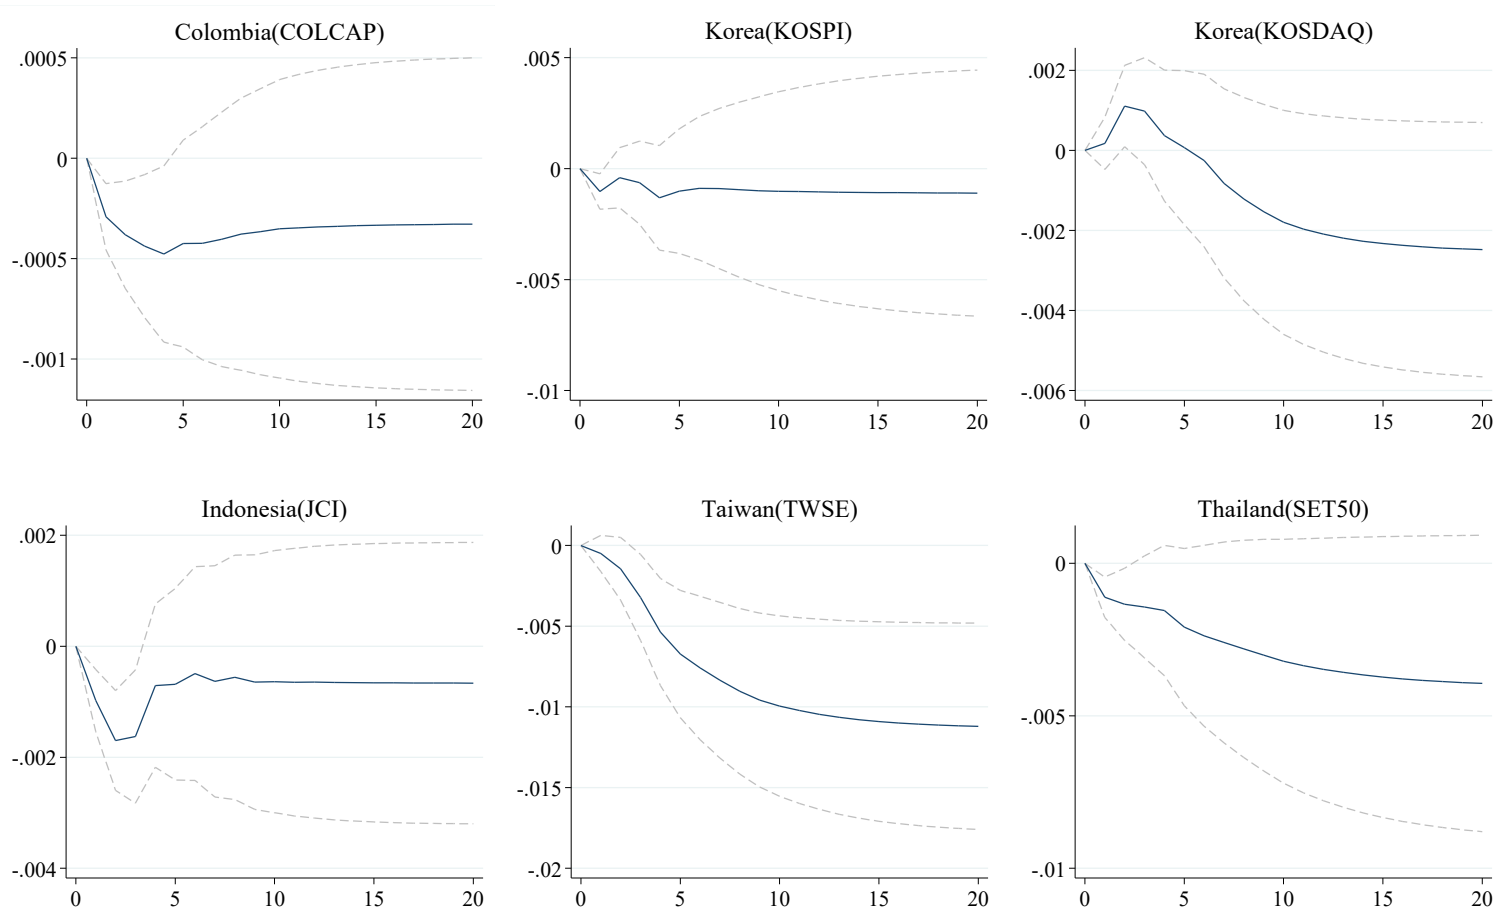 Colombia(COLCAP)
.0005
0
-.0005
-.001
0 5 10 15 20
Korea(KOSPI)
.005
0
-.005
-.01
0 5 10 15 20
Korea(KOSDAQ)
.002
0
-.002
-.004
-.006
0 5 10 15 20
Indonesia(JCI)
.002
0
-.002
-.004
0 5 10 15 20
Taiwan(TWSE)
0
-.005
-.01
-.015
-.02
0 5 10 15 20
Thailand(SET50)
0
-.005
-.01
0 5 10 15 20